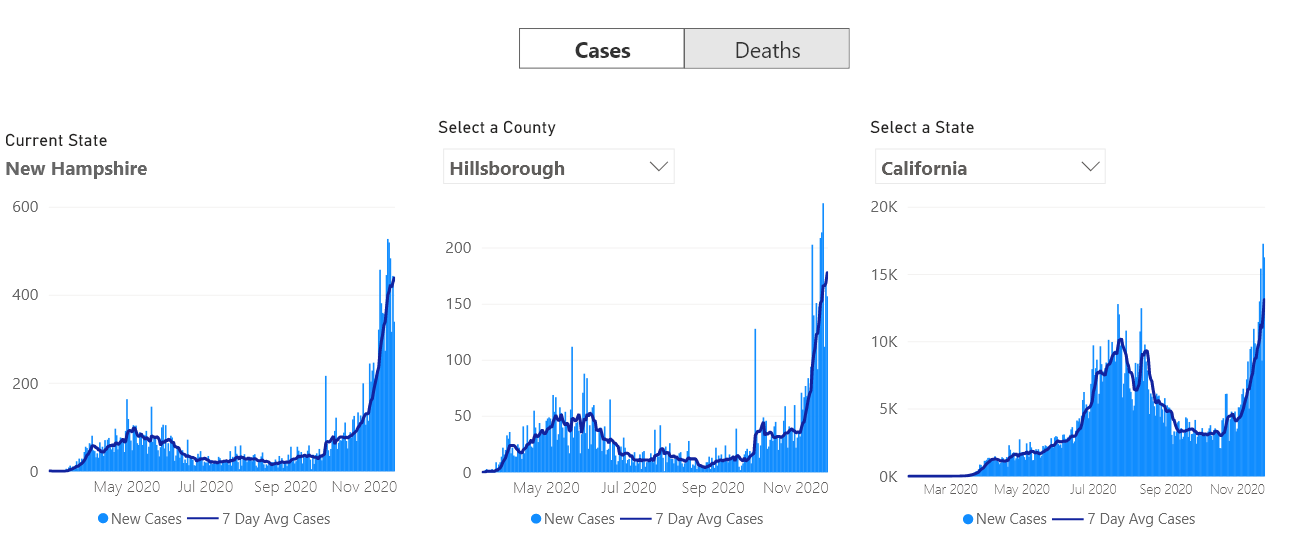 Cases Deaths
Current State
New Hampshire
600
400
200
0
May 2020 Jul 2020 Sep 2020 Nov 2020
New Cases 7 Day Avg Cases
Select a County
Hillsborough
200
150
100
50
0
May 2020 Jul 2020 Sep 2020 Nov 2020
New Cases 7 Day Avg Cases
Select a State
California
20K
15K
10K
5K
0K
Mar 2020 May 2020 Jul 2020 Sep 2020 Nov 2020
New Cases 7 Day Avg Cases